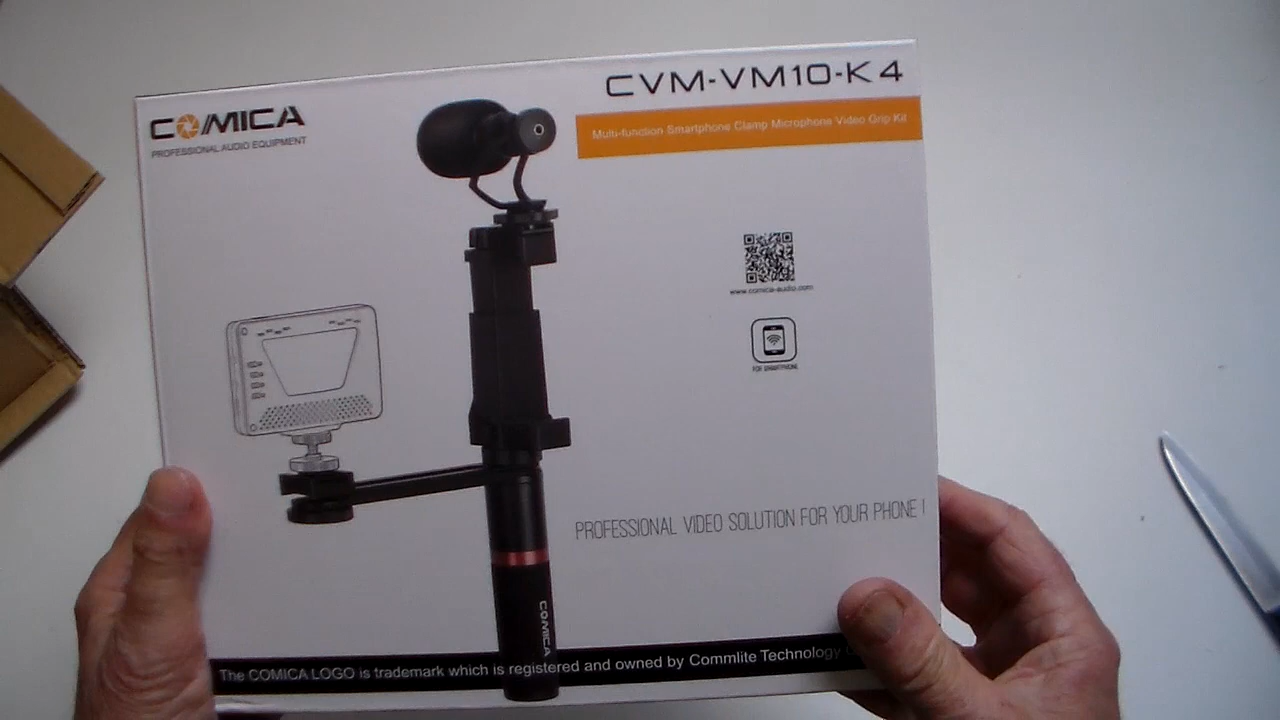 COMICA
PROFESSIONAL AUDIO EQUIPMENT
CVM-VM10-K4
Multi-function Smartphone Clamp Microphone Video Grip Kit
www.comica-audio.com
FOR SMARTPHONE
PROFESSIONAL VIDEO SOLUTION FOR YOUR PHONE !
COMICA
The COMICA LOGO is trademark which is registered and owned by Commlite Technology